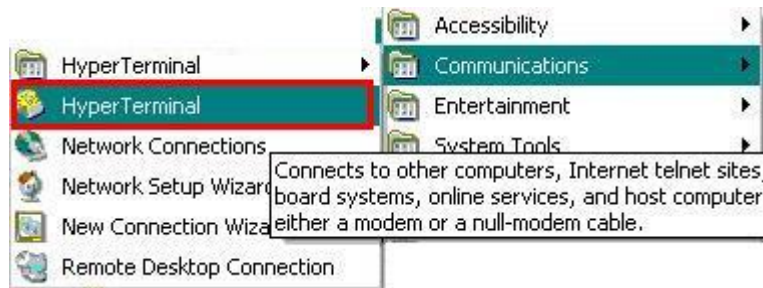 Accessibility
HyperTerminal
Communications
HyperTerminal
Entertainment
Network Connections
System Tools
Network Setup Wizard
Connects to other computers, Internet telnet sites,
board systems, online services, and host computer
either a modem or a null-modem cable.
New Connection Wiza
Remote Desktop Connection